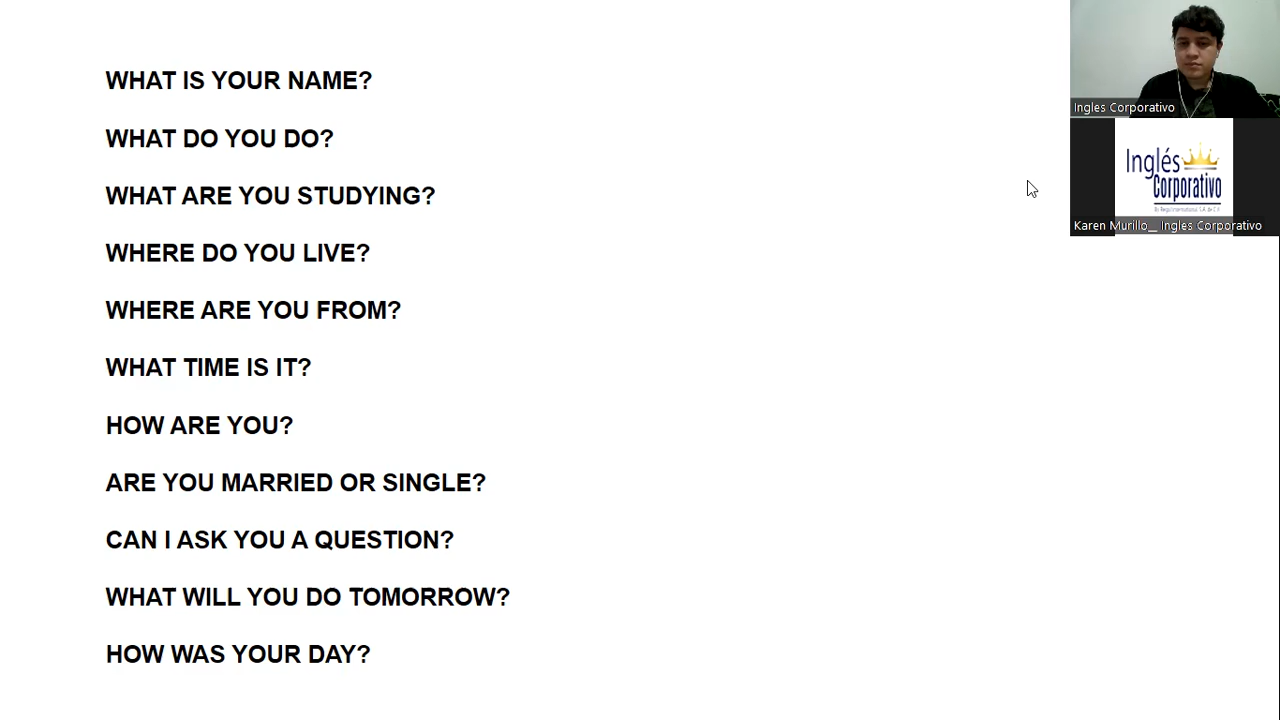 WHAT IS YOUR NAME?
WHAT DO YOU DO?
WHAT ARE YOU STUDYING?
WHERE DO YOU LIVE?
WHERE ARE YOU FROM?
WHAT TIME IS IT?
HOW ARE YOU?
ARE YOU MARRIED OR SINGLE?
CAN I ASK YOU A QUESTION?
WHAT WILL YOU DO TOMORROW?
HOW WAS YOUR DAY?
Ingles Corporativo
Inglés
Corporativo
Karen Murillo_ Ingles Corporativo